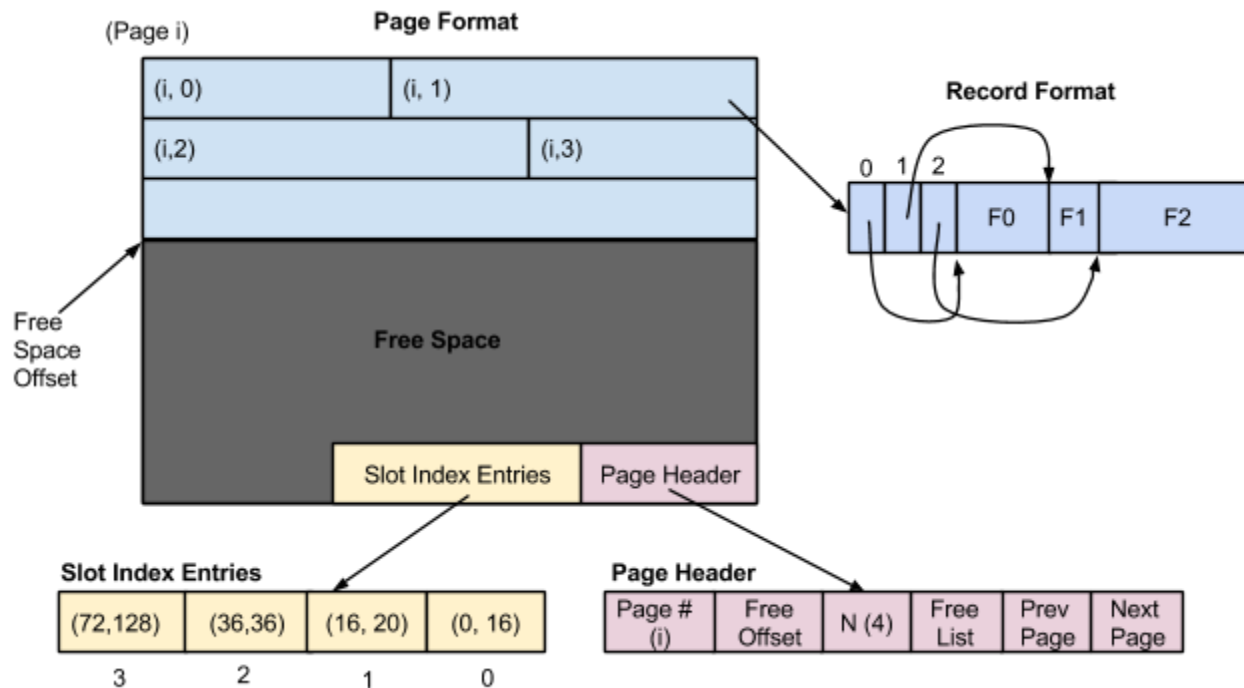 Page Format
(Page i)
(i, 0)
(i, 1)
Record Format
(i,2)
(i,3)
0
1
2
F0
F1
F2
Free
Space
Offset
Free Space
Slot Index Entries
Page Header
Slot Index Entries
(72,128)
(36,36)
(16, 20)
(0, 16)
3
2
1
0
Page Header
Page #
(i)
Free
Offset
N (4)
Free
List
Prev
Page
Next
Page